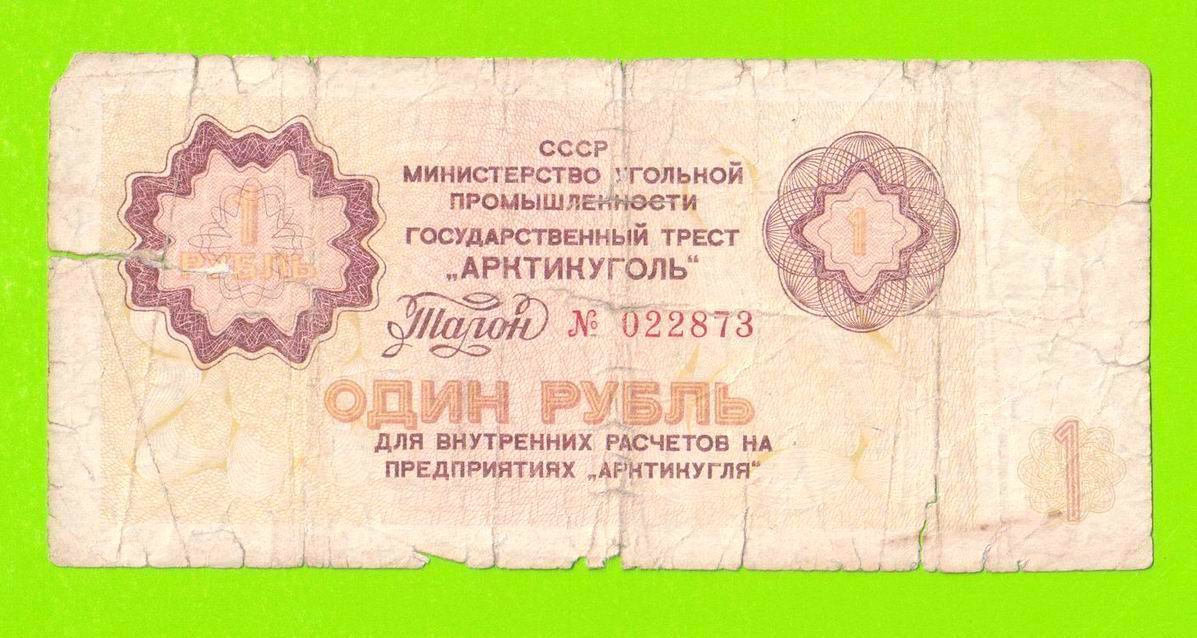 СССР
МИНИСТЕРСТВО УГОЛЬНОЙ
ПРОМЫШЛЕННОСТИ
ГОСУДАРСТВЕННЫЙ ТРЕСТ
„АРКТИКУГОЛЬ“
1
РУБЛЬ
1
Талон № 022873
ОДИН РУБЛЬ
ДЛЯ ВНУТРЕННИХ РАСЧЕТОВ НА
ПРЕДПРИЯТИЯХ „АРКТИКУГЛЯ“
1